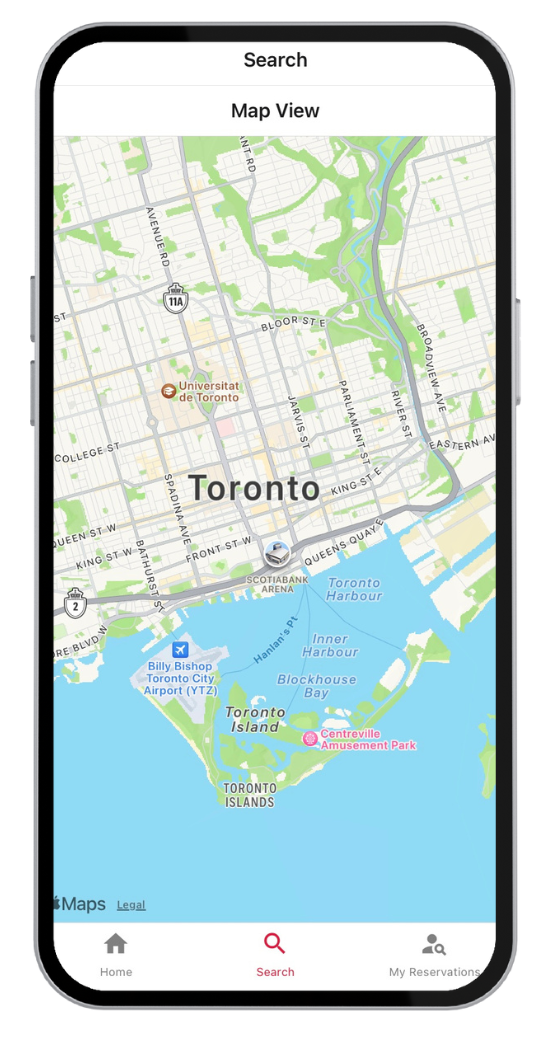 Search
Map View
ANT RD
AVENUE RD
11A
ST
BLOOR ST E
BROADVIEW AVE
Universitat
de Toronto
JARVIS ST
PARLIAMENT ST
RIVER ST
COLLEGE ST
EASTERN AV
SPADINA AVE
Toronto
KING ST E
QUEEN ST W
KING ST W
BATHURST ST
FRONT ST W
QUEENS QUAY E
SCOTIABANK
ARENA
2
Toronto
Harbour
ORE BLVD W
Hanlan's Pt
Inner
Harbour
Billy Bishop
Toronto City
Airport (YTZ)
Blockhouse
Bay
Toronto
Island
Centreville
Amusement Park
TORONTO
ISLANDS
Maps Legal
Home
Search
My Reservations